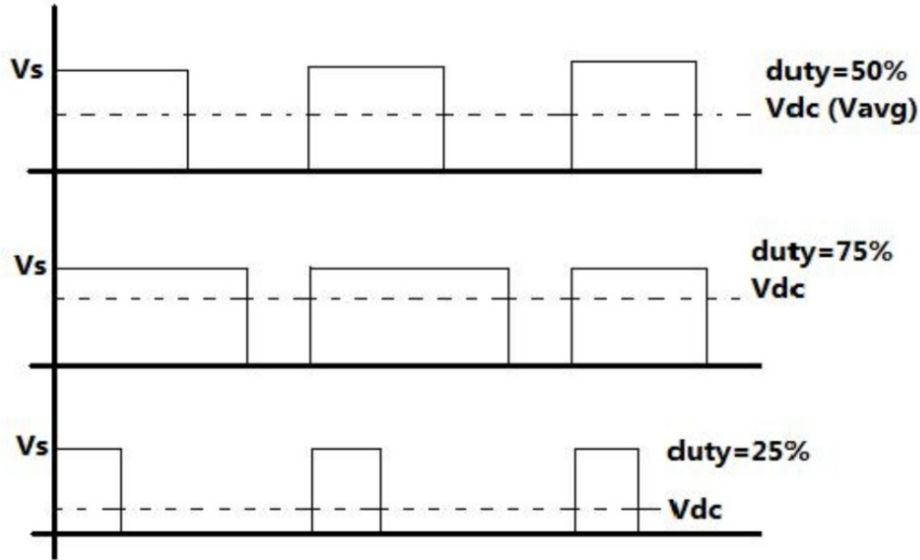 Vs
duty=50%
Vdc (Vavg)
Vs
duty=75%
Vdc
Vs
duty=25%
Vdc